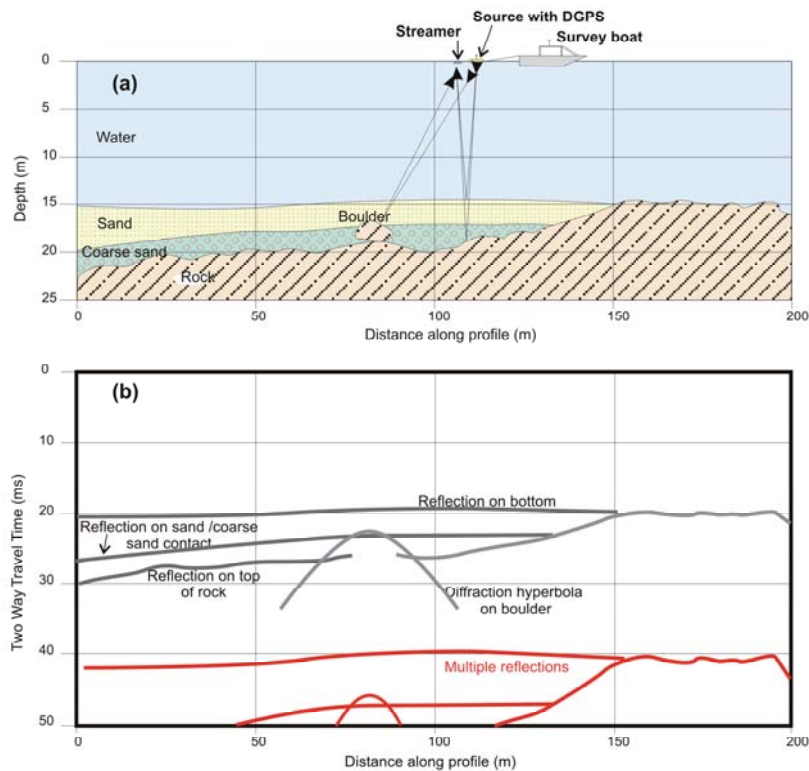 Source with DGPS
Streamer
Survey boat
(a)
0
5
10
15
20
25
Depth (m)
Water
Sand
Boulder
Coarse sand
Rock
0
50
100
150
200
Distance along profile (m)
(b)
0
10
20
30
40
50
Two Way Travel Time (ms)
Reflection on bottom
Reflection on sand /coarse
sand contact
Reflection on top
of rock
Diffraction hyperbola
on boulder
Multiple reflections
0
50
100
150
200
Distance along profile (m)